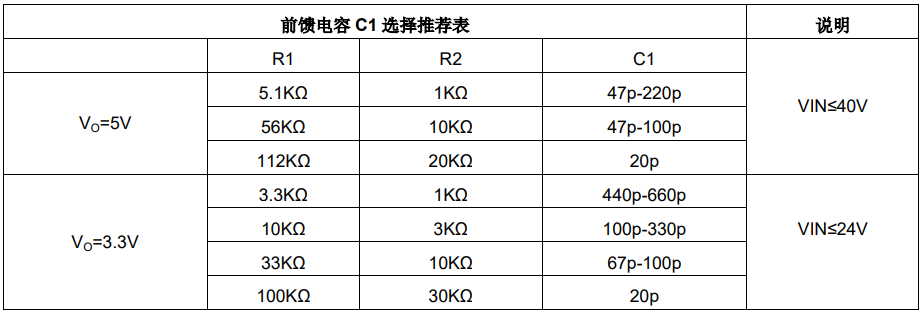 前馈电容 C1 选择推荐表 说明
R1 R2 C1
V_O=5V 5.1KΩ 1KΩ 47p-220p VIN≤40V
56KΩ 10KΩ 47p-100p
112KΩ 20KΩ 20p
V_O=3.3V 3.3KΩ 1KΩ 440p-660p VIN≤24V
10KΩ 3KΩ 100p-330p
33KΩ 10KΩ 67p-100p
100KΩ 30KΩ 20p